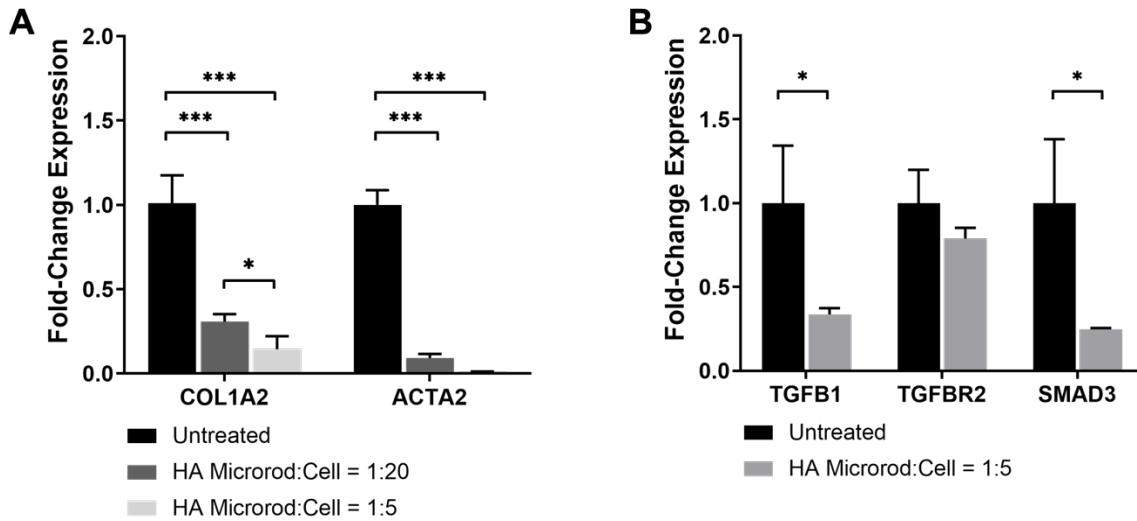 A
Fold-Change Expression
2.0
1.5
1.0
0.5
0.0
***
***
*
***
***
COL1A2
ACTA2
Untreated
HA Microrod:Cell = 1:20
HA Microrod:Cell = 1:5
B
Fold-Change Expression
2.0
1.5
1.0
0.5
0.0
*
*
TGFB1
TGFBR2
SMAD3
Untreated
HA Microrod:Cell = 1:5